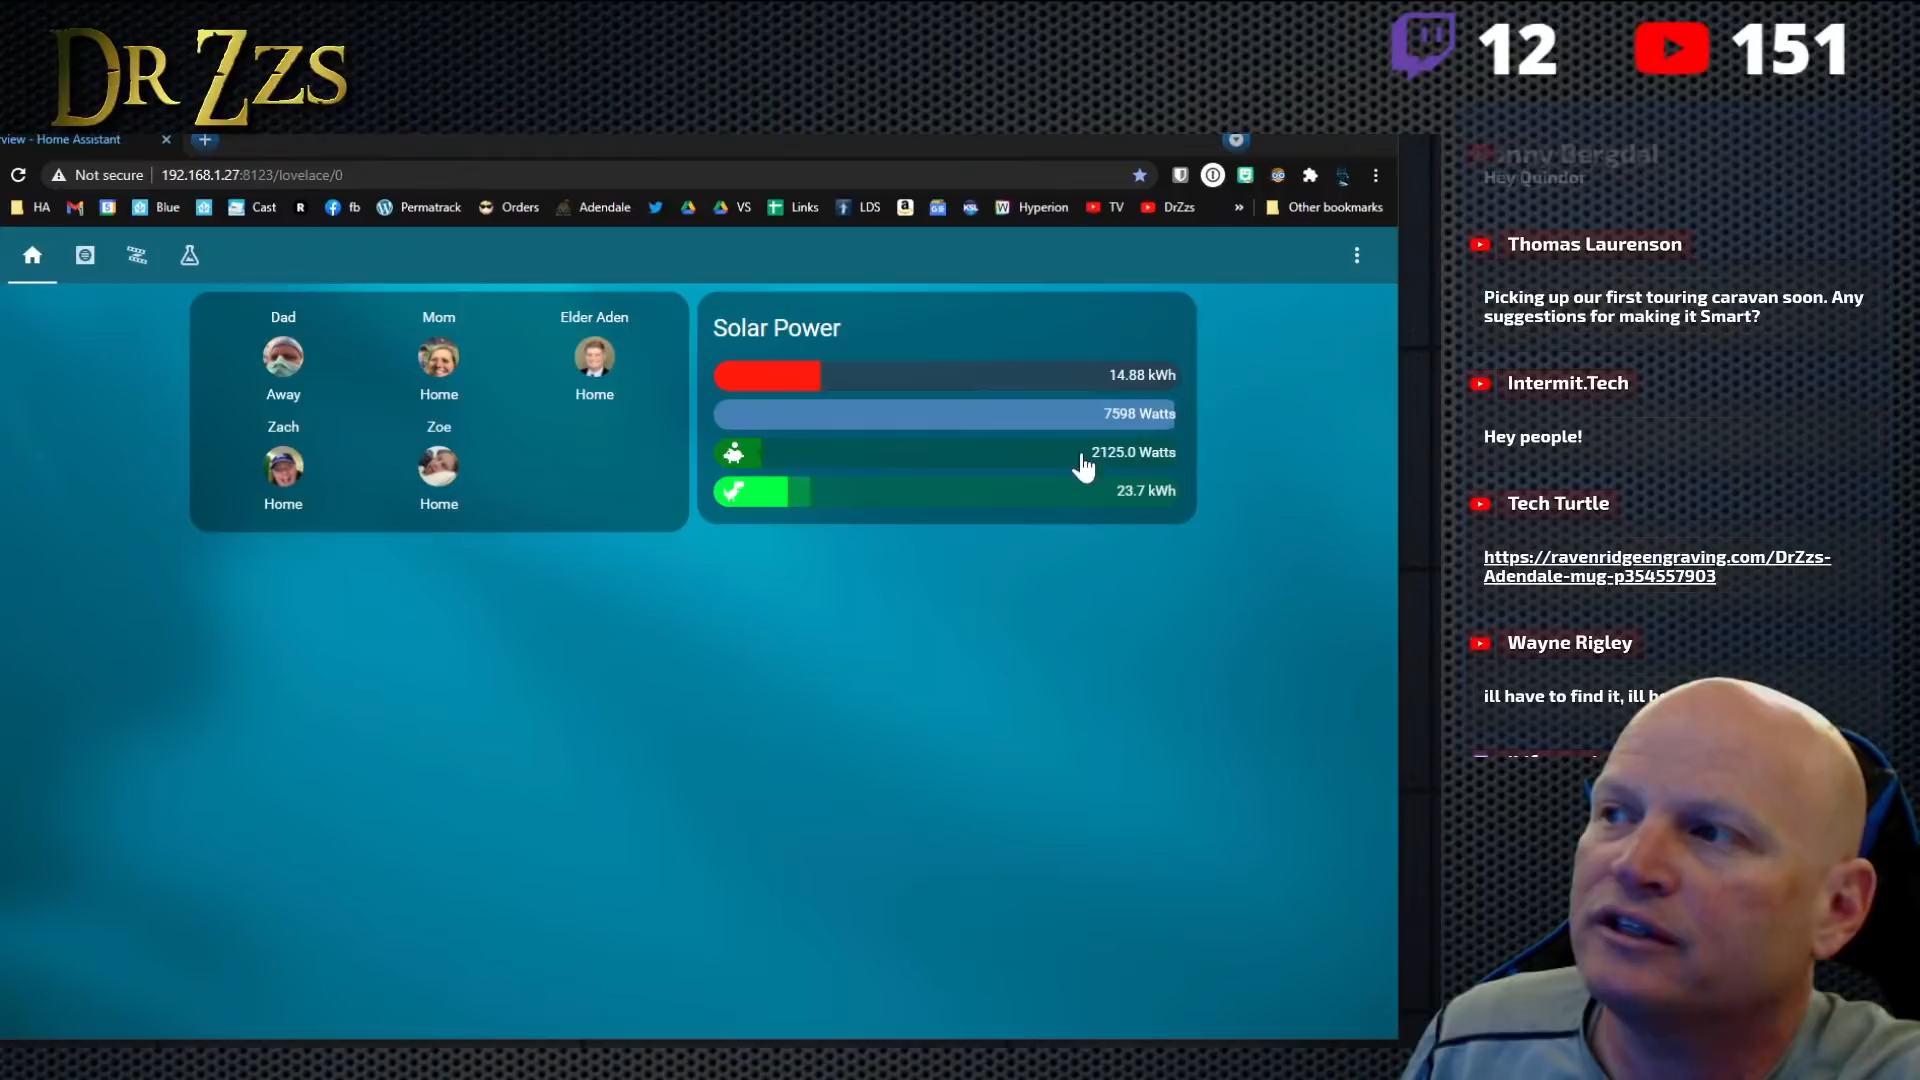 DR ZZS
12
151
rview - Home Assistant
Not secure
192.168.1.27:8123/lovelace/0
HA
Blue
Cast
R
fb
Permatrack
Orders
Adendale
VS
Links
LDS
Hyperion
TV
DrZzs
»
Other bookmarks
Dad
Mom
Elder Aden
Away
Home
Home
Zach
Zoe
Home
Home
Solar Power
14.88 kWh
7598 Watts
2125.0 Watts
23.7 kWh
nny Bergdal
Hey Quindor
Thomas Laurenson
Picking up our first touring caravan soon. Any
suggestions for making it Smart?
Intermit.Tech
Hey people!
Tech Turtle
https://ravenridgeengraving.com/DrZzs-
Adendale-mug-p354557903
Wayne Rigley
ill have to find it, ill b